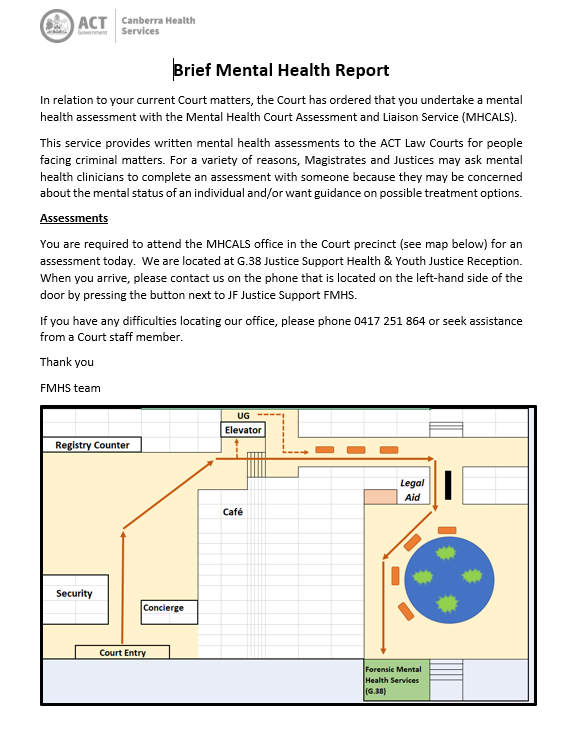 ACT
Government
Canberra Health
Services
Brief Mental Health Report
In relation to your current Court matters, the Court has ordered that you undertake a mental
health assessment with the Mental Health Court Assessment and Liaison Service (MHCALS).
This service provides written mental health assessments to the ACT Law Courts for people
facing criminal matters. For a variety of reasons, Magistrates and Justices may ask mental
health clinicians to complete an assessment with someone because they may be concerned
about the mental status of an individual and/or want guidance on possible treatment options.
Assessments
You are required to attend the MHCALS office in the Court precinct (see map below) for an
assessment today.  We are located at G.38 Justice Support Health & Youth Justice Reception.
When you arrive, please contact us on the phone that is located on the left-hand side of the
door by pressing the button next to JF Justice Support FMHS.
If you have any difficulties locating our office, please phone 0417 251 864 or seek assistance
from a Court staff member.
Thank you
FMHS team
UG
Elevator
Registry Counter
Legal
Aid
Café
Security
Concierge
Court Entry
Forensic Mental
Health Services
(G.38)